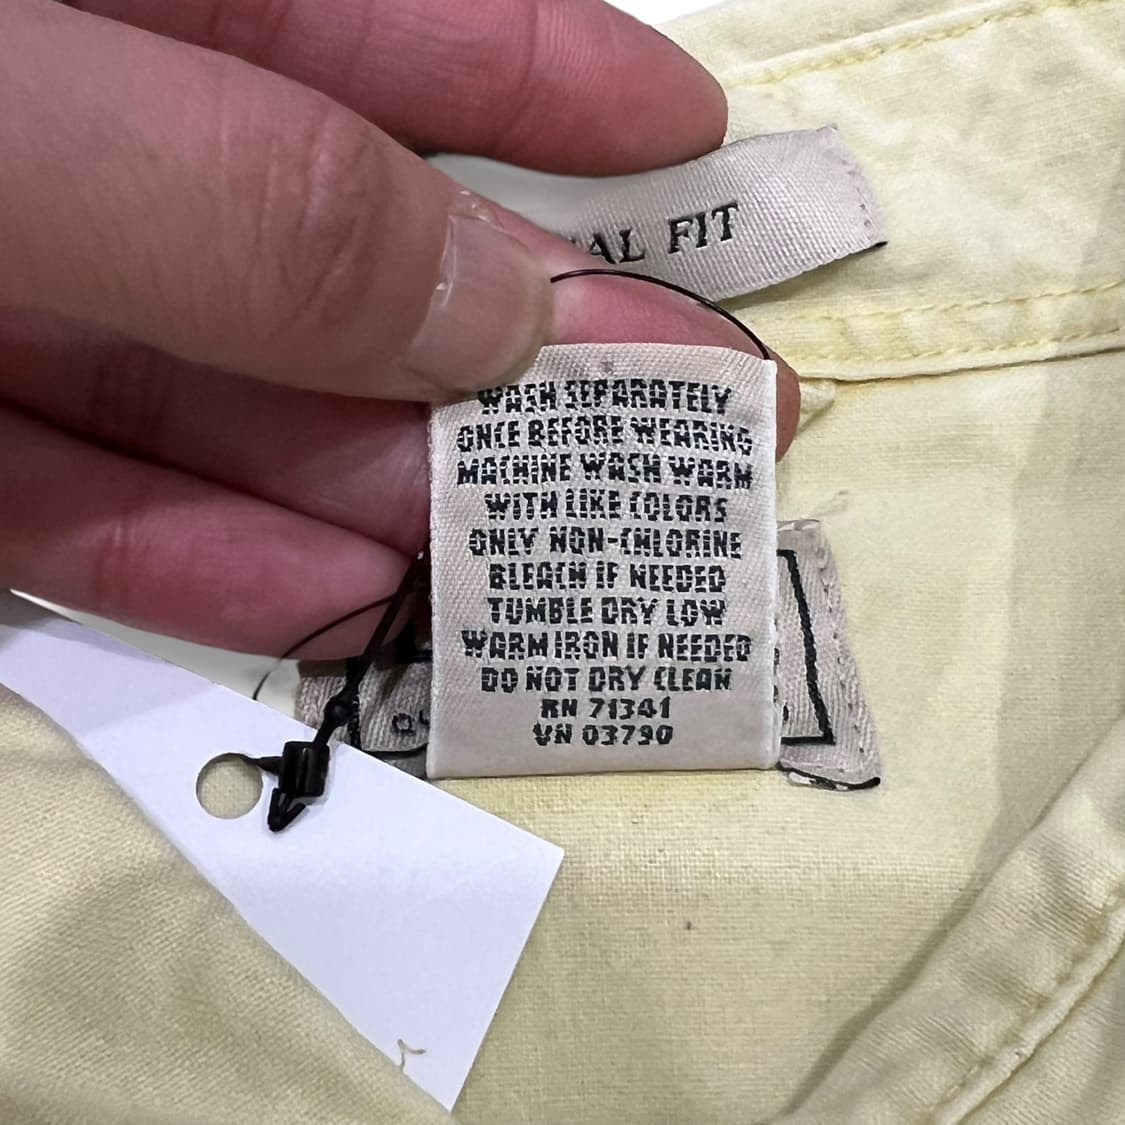 FIT
WASH SEPARATELY
ONCE BEFORE WEARING
MACHINE WASH WARM
WITH LIKE COLORS
ONLY NON-CHLORINE
BLEACH IF NEEDED
TUMBLE DRY LOW
WARM IRON IF NEEDED
DO NOT DRY CLEAN
RN 71341
VN 03790